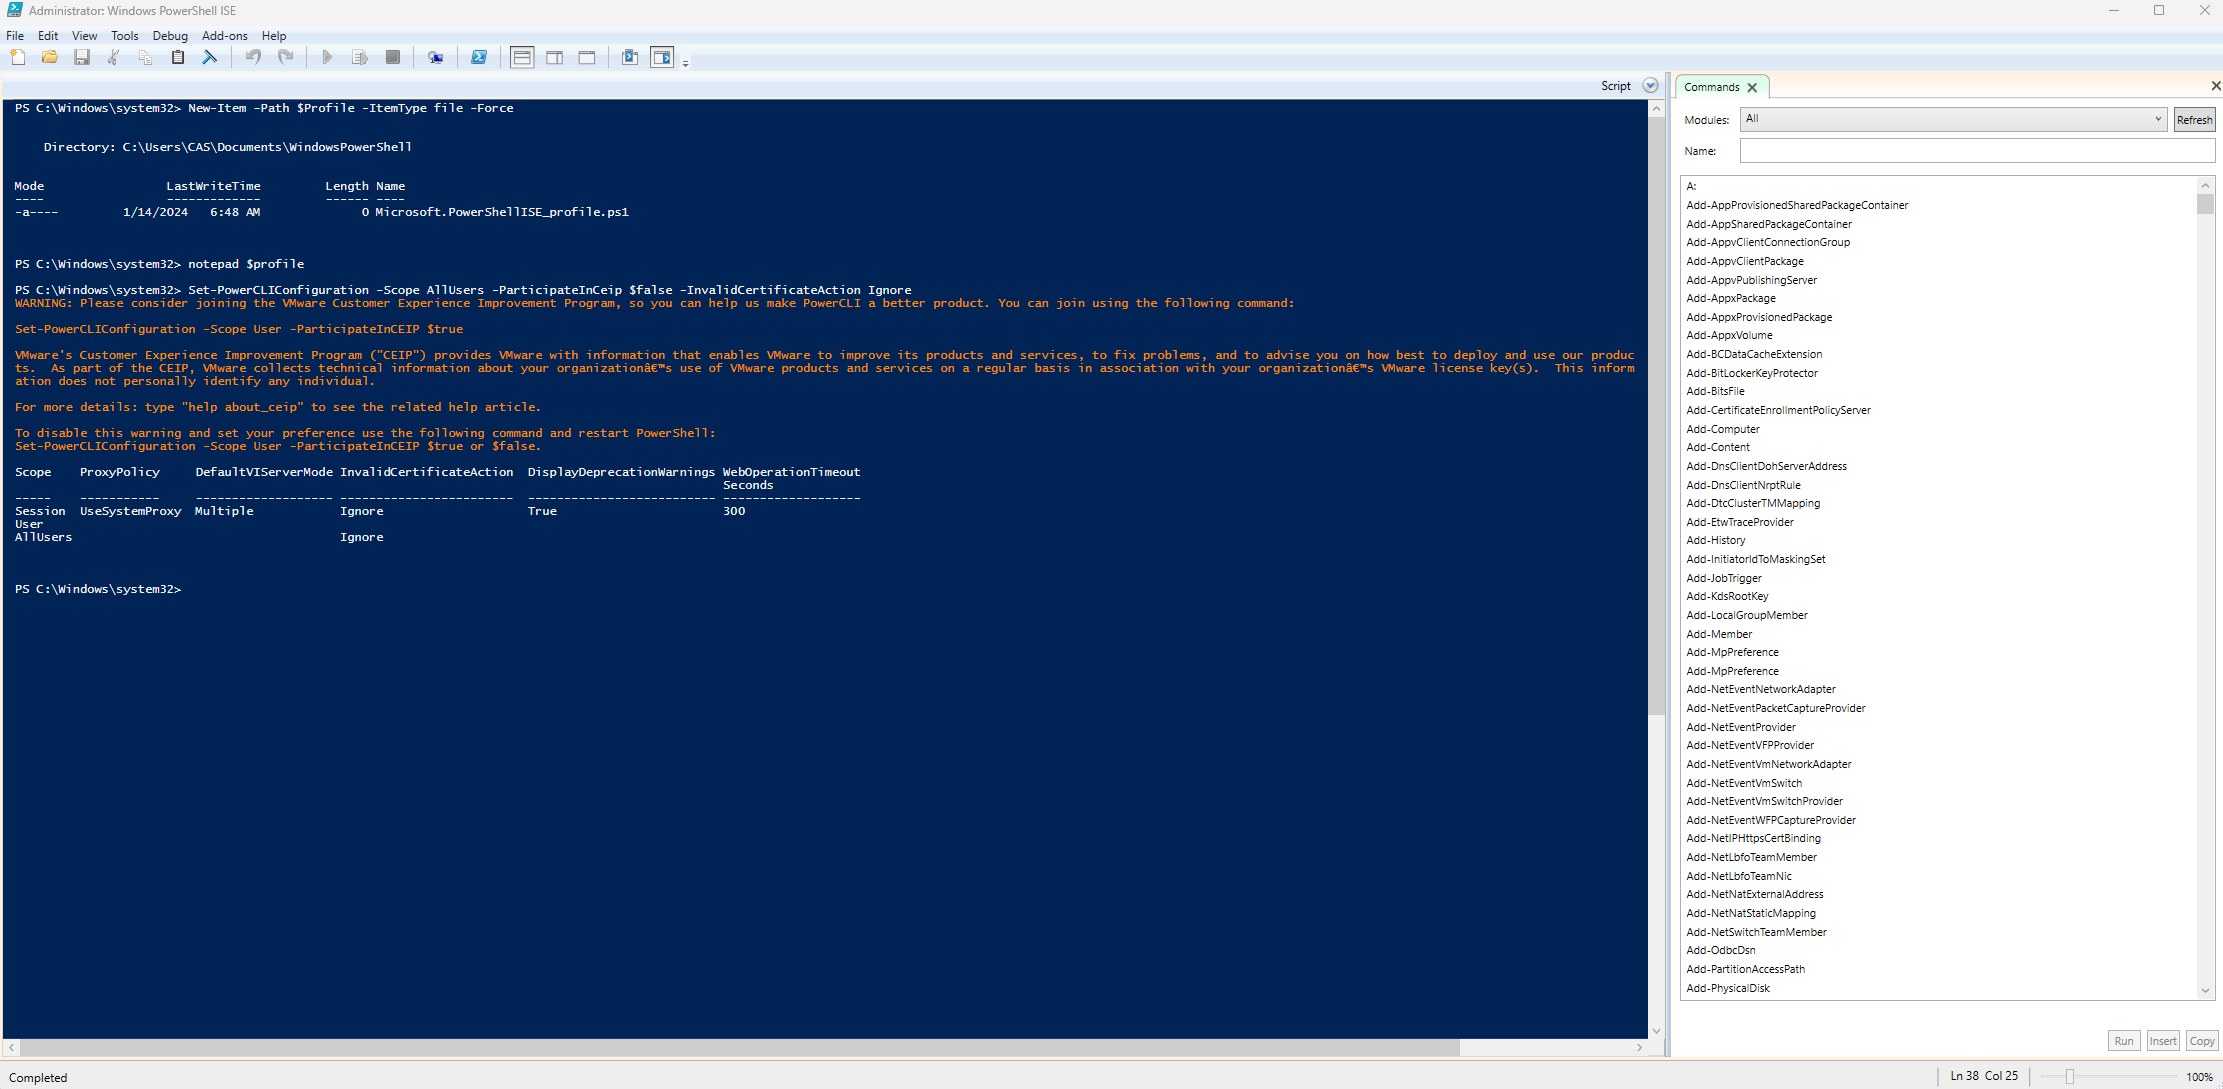 Administrator: Windows PowerShell ISE
File Edit View Tools Debug Add-ons Help
Script
PS C:\Windows\system32> New-Item -Path $Profile -ItemType file -Force
Directory: C:\Users\CAS\Documents\WindowsPowerShell
Mode LastWriteTime Length Name
---- ------------- ------ ----
-a---- 1/14/2024 6:48 AM 0 Microsoft.PowerShellISE_profile.ps1
PS C:\Windows\system32> notepad $profile
PS C:\Windows\system32> Set-PowerCLIConfiguration -Scope AllUsers -ParticipateInCeip $false -InvalidCertificateAction Ignore
WARNING: Please consider joining the VMware Customer Experience Improvement Program, so you can help us make PowerCLI a better product. You can join using the following command:
Set-PowerCLIConfiguration -Scope User -ParticipateInCEIP $true
VMware's Customer Experience Improvement Program ("CEIP") provides VMware with information that enables VMware to improve its products and services, to fix problems, and to advise you on how best to deploy and use our produc
ts.  As part of the CEIP, VMware collects technical information about your organizationâ€™s use of VMware products and services on a regular basis in association with your organizationâ€™s VMware license key(s).  This inform
ation does not personally identify any individual.
For more details: type "help about_ceip" to see the related help article.
To disable this warning and set your preference use the following command and restart PowerShell:
Set-PowerCLIConfiguration -Scope User -ParticipateInCEIP $true or $false.
Scope ProxyPolicy DefaultVIServerMode InvalidCertificateAction DisplayDeprecationWarnings WebOperationTimeout
Seconds
----- ----------- ------------------- ------------------------ -------------------------- -------------------
Session UseSystemProxy Multiple Ignore True 300
User
AllUsers Ignore
PS C:\Windows\system32>
Commands
Modules: All Refresh
Name:
A:
Add-AppProvisionedSharedPackageContainer
Add-AppSharedPackageContainer
Add-AppvClientConnectionGroup
Add-AppvClientPackage
Add-AppvPublishingServer
Add-AppxPackage
Add-AppxProvisionedPackage
Add-AppxVolume
Add-BCDataCacheExtension
Add-BitLockerKeyProtector
Add-BitsFile
Add-CertificateEnrollmentPolicyServer
Add-Computer
Add-Content
Add-DnsClientDohServerAddress
Add-DnsClientNrptRule
Add-DtcClusterTMMapping
Add-EtwTraceProvider
Add-History
Add-InitiatorIdToMaskingSet
Add-JobTrigger
Add-KdsRootKey
Add-LocalGroupMember
Add-Member
Add-MpPreference
Add-MpPreference
Add-NetEventNetworkAdapter
Add-NetEventPacketCaptureProvider
Add-NetEventProvider
Add-NetEventVFPProvider
Add-NetEventVmNetworkAdapter
Add-NetEventVmSwitch
Add-NetEventVmSwitchProvider
Add-NetEventWFPCaptureProvider
Add-NetIPHttpsCertBinding
Add-NetLbfoTeamMember
Add-NetLbfoTeamNic
Add-NetNatExternalAddress
Add-NetNatStaticMapping
Add-NetSwitchTeamMember
Add-OdbcDsn
Add-PartitionAccessPath
Add-PhysicalDisk
Run Insert Copy
Completed
Ln 38 Col 25
100%